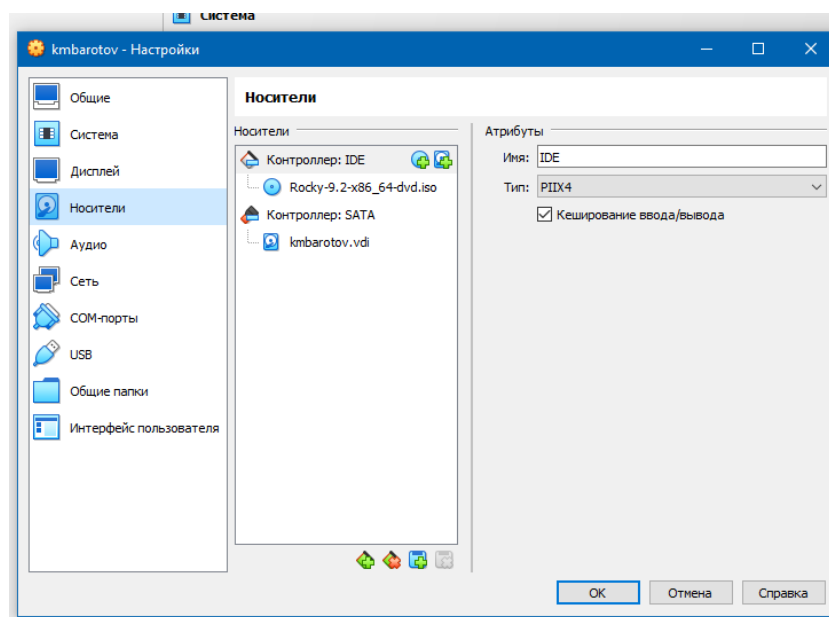 Система
kmbarotov - Настройки
Общие
Система
Дисплей
Носители
Аудио
Сеть
COM-порты
USB
Общие папки
Интерфейс пользователя
Носители
Носители
Контроллер: IDE
Rocky-9.2-x86_64-dvd.iso
Контроллер: SATA
kmbarotov.vdi
Атрибуты
Имя: IDE
Тип: PIIX4
Кеширование ввода/вывода
OK Отмена Справка